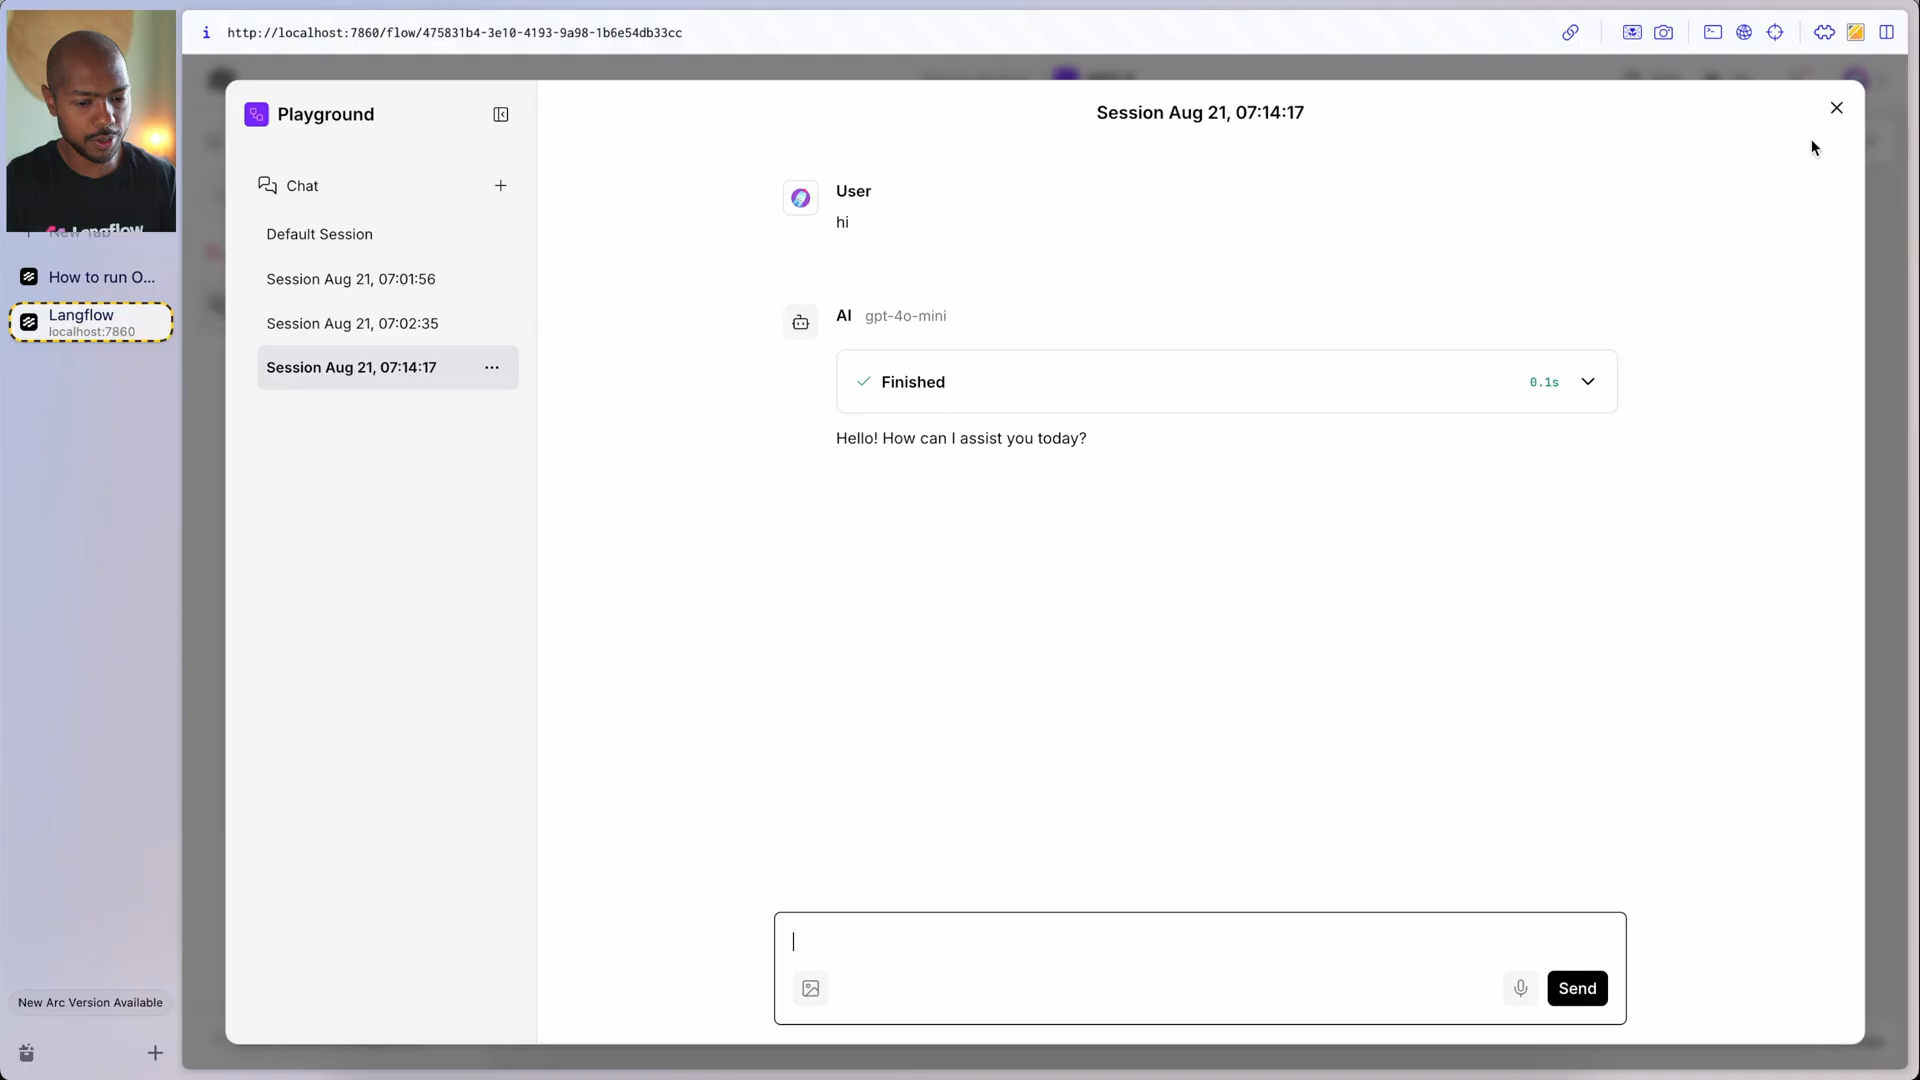 http://localhost:7860/flow/475831b4-3e10-4193-9a98-1b6e54db33cc
Langflow
New Tab
How to run O...
Langflow
localhost:7860
New Arc Version Available
Playground
Chat
Default Session
Session Aug 21, 07:01:56
Session Aug 21, 07:02:35
Session Aug 21, 07:14:17
Session Aug 21, 07:14:17
User
hi
AI gpt-4o-mini
Finished
0.1s
Hello! How can I assist you today?
Send